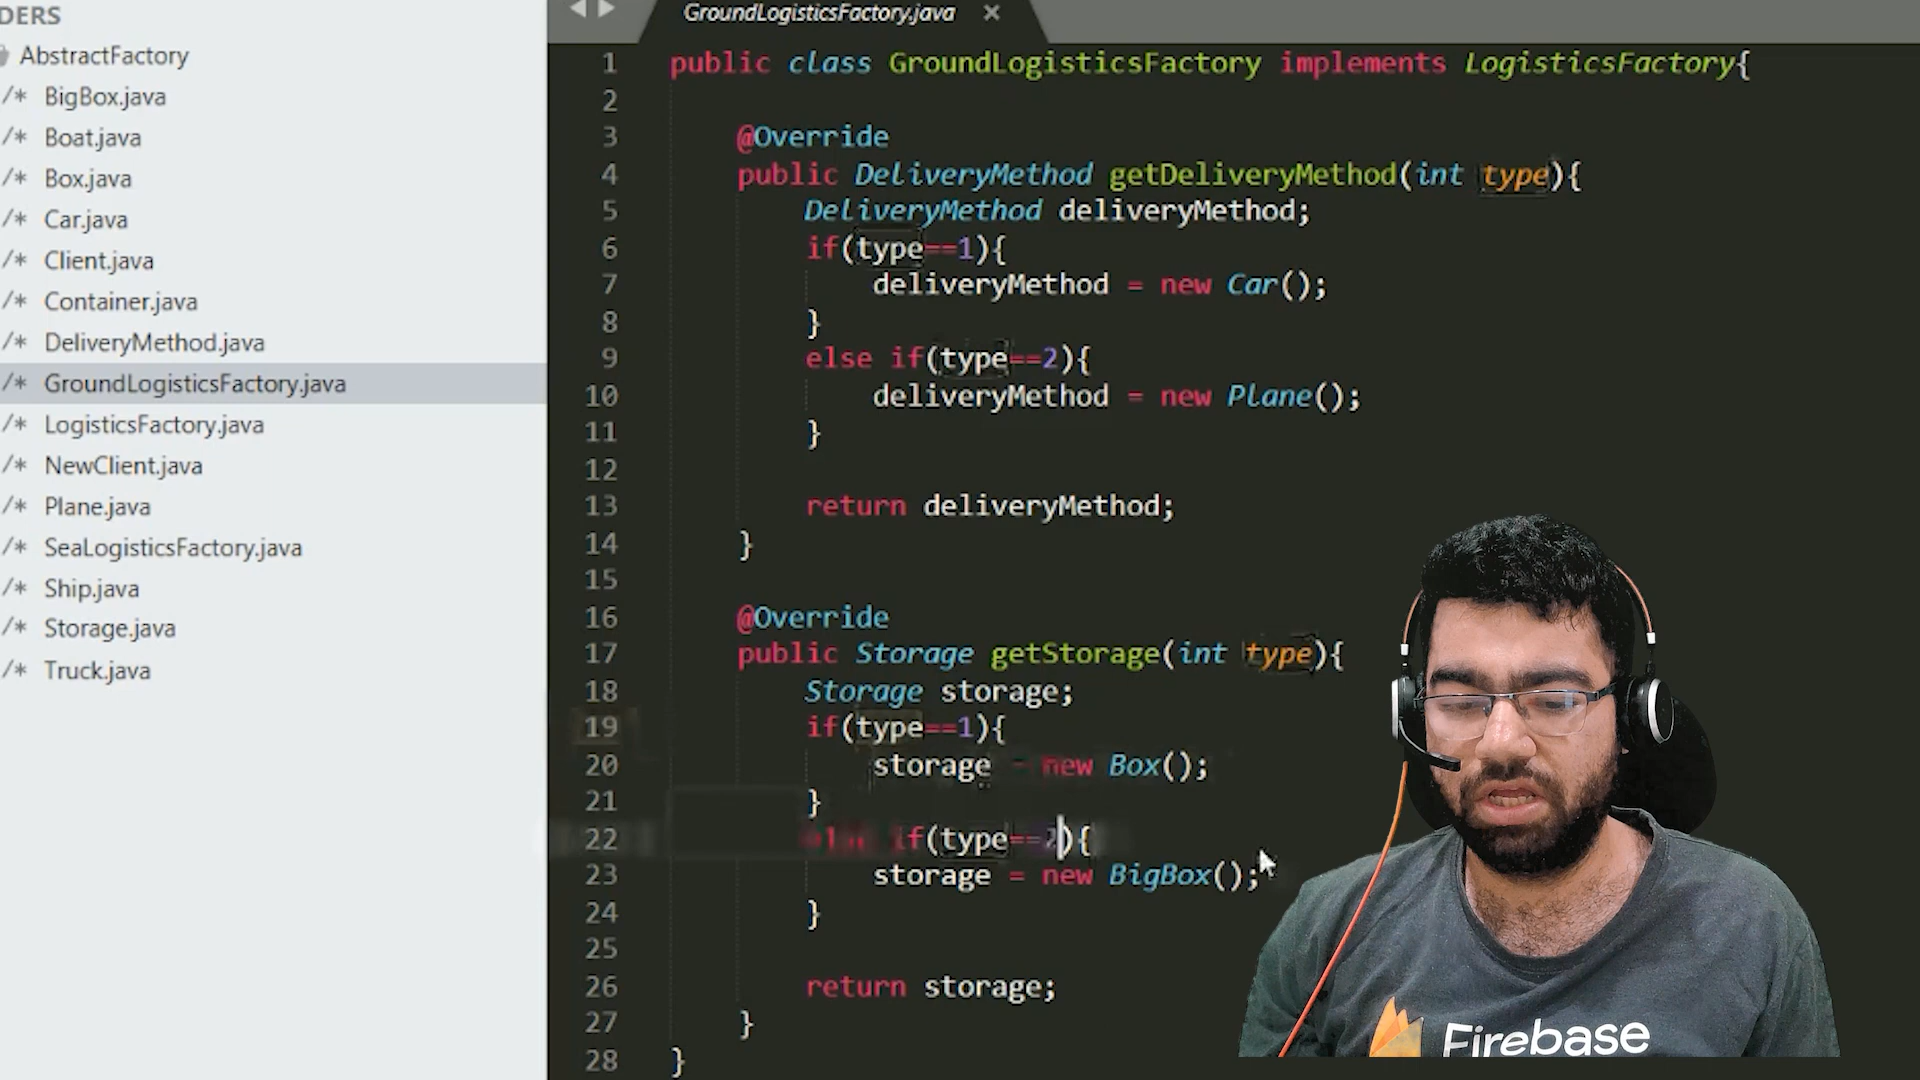 DERS
AbstractFactory
/* BigBox.java
/* Boat.java
/* Box.java
/* Car.java
/* Client.java
/* Container.java
/* DeliveryMethod.java
/* GroundLogisticsFactory.java
/* LogisticsFactory.java
/* NewClient.java
/* Plane.java
/* SeaLogisticsFactory.java
/* Ship.java
/* Storage.java
/* Truck.java
GroundLogisticsFactory.java ×
1 public class GroundLogisticsFactory implements LogisticsFactory{
2
3 @Override
4 public DeliveryMethod getDeliveryMethod(int type){
5 DeliveryMethod deliveryMethod;
6 if(type==1){
7 deliveryMethod = new Car();
8 }
9 else if(type==2){
10 deliveryMethod = new Plane();
11 }
12
13 return deliveryMethod;
14 }
15
16 @Override
17 public Storage getStorage(int type){
18 Storage storage;
19 if(type==1){
20 storage = new Box();
21 }
22 else if(type==2){
23 storage = new BigBox();
24 }
25
26 return storage;
27 }
28 }
Firebase